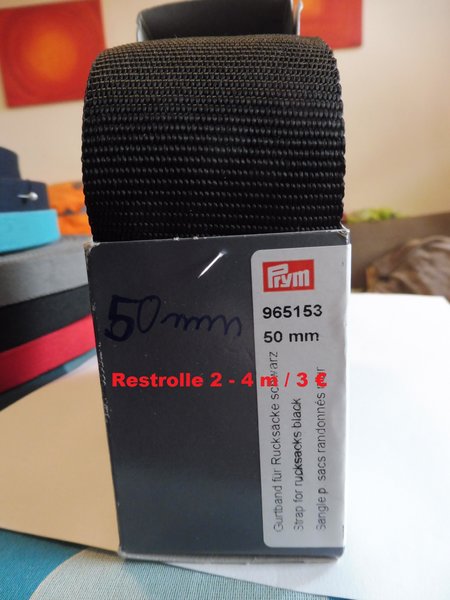 Prym
965153
50 mm
50mm
Restrolle 2 - 4 m / 3 €
Gurtband für Rucksäcke schwarz
Strap for rucksacks black
Sangle p sacs randonnés